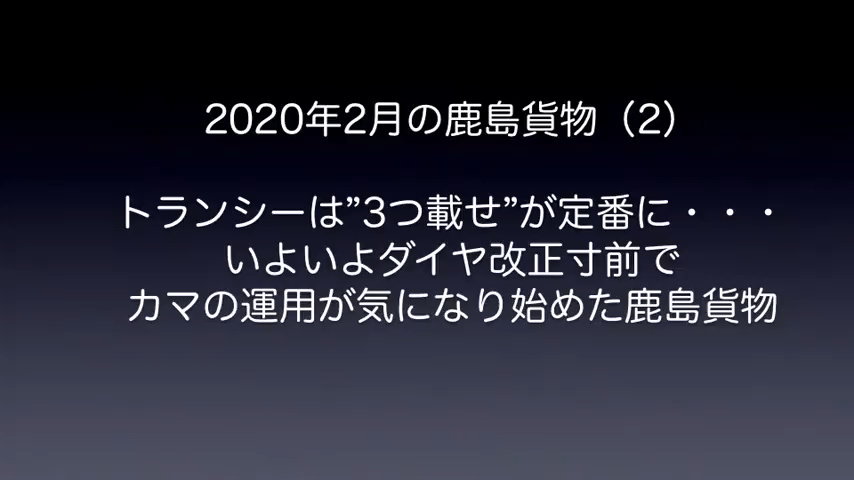 2020年2月の鹿島貨物（2）
トランシーは”3つ載せ”が定番に・・・
いよいよダイヤ改正寸前で
カマの運用が気になり始めた鹿島貨物